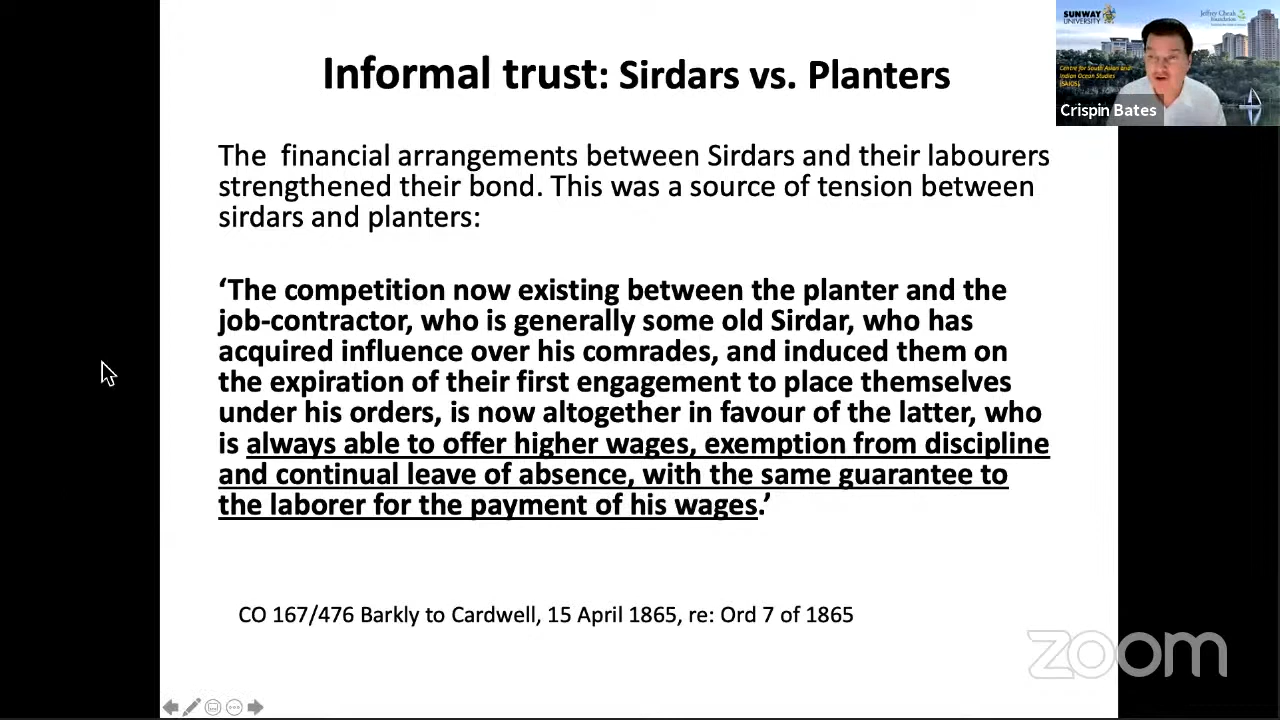 Informal trust: Sirdars vs. Planters
The financial arrangements between Sirdars and their labourers
strengthened their bond. This was a source of tension between
sirdars and planters:
‘The competition now existing between the planter and the
job-contractor, who is generally some old Sirdar, who has
acquired influence over his comrades, and induced them on
the expiration of their first engagement to place themselves
under his orders, is now altogether in favour of the latter, who
is always able to offer higher wages, exemption from discipline
and continual leave of absence, with the same guarantee to
the laborer for the payment of his wages.’
CO 167/476 Barkly to Cardwell, 15 April 1865, re: Ord 7 of 1865
SUNWAY
UNIVERSITY
Jeffrey Cheah
Foundation
Centre for South Asian and
Indian Ocean Studies
Crispin Bates
zoom